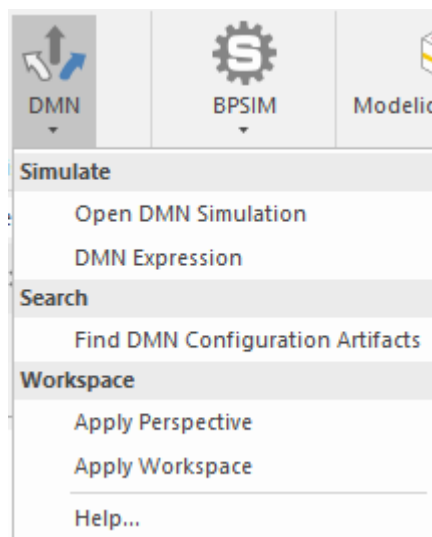 DMN
BPSIM
Simulate
Open DMN Simulation
DMN Expression
Search
Find DMN Configuration Artifacts
Workspace
Apply Perspective
Apply Workspace
Help...